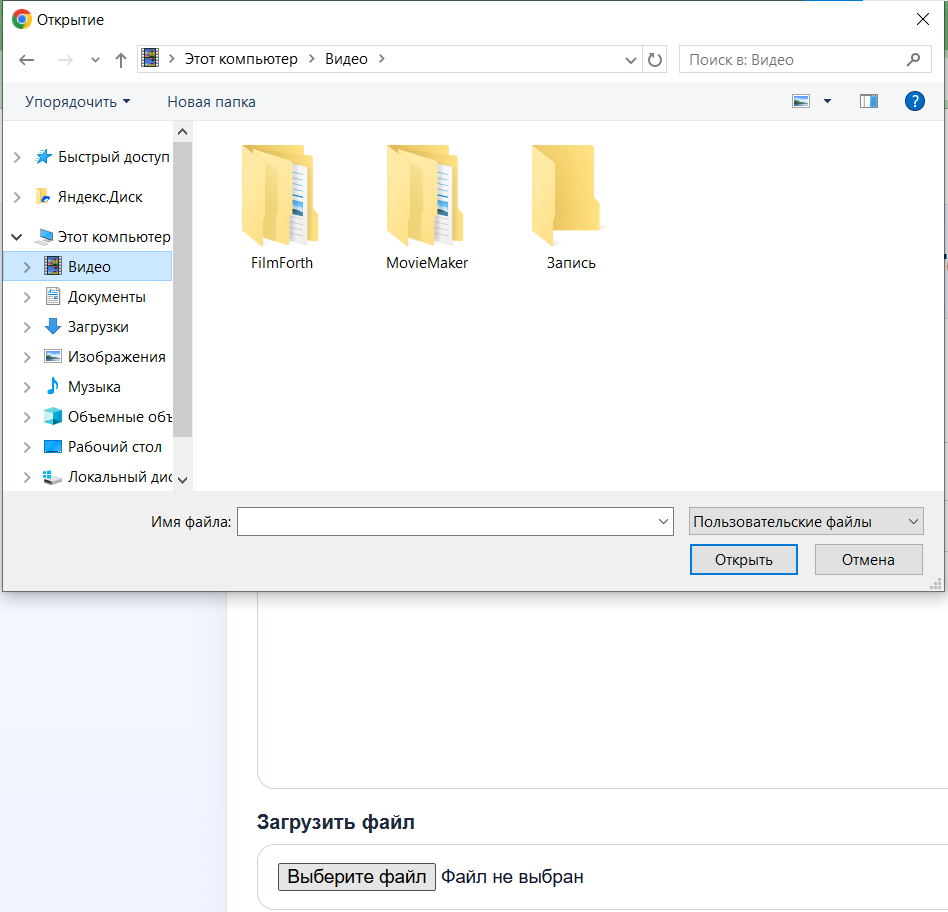 Открытие
Этот компьютер Видео
Поиск в: Видео
Упорядочить Новая папка
?
Быстрый доступ
Яндекс.Диск
Этот компьютер
Видео
Документы
Загрузки
Изображения
Музыка
Объемные объ
Рабочий стол
Локальный дис
FilmForth MovieMaker Запись
Имя файла: Пользовательские файлы
Открыть Отмена
Загрузить файл
Выберите файл Файл не выбран